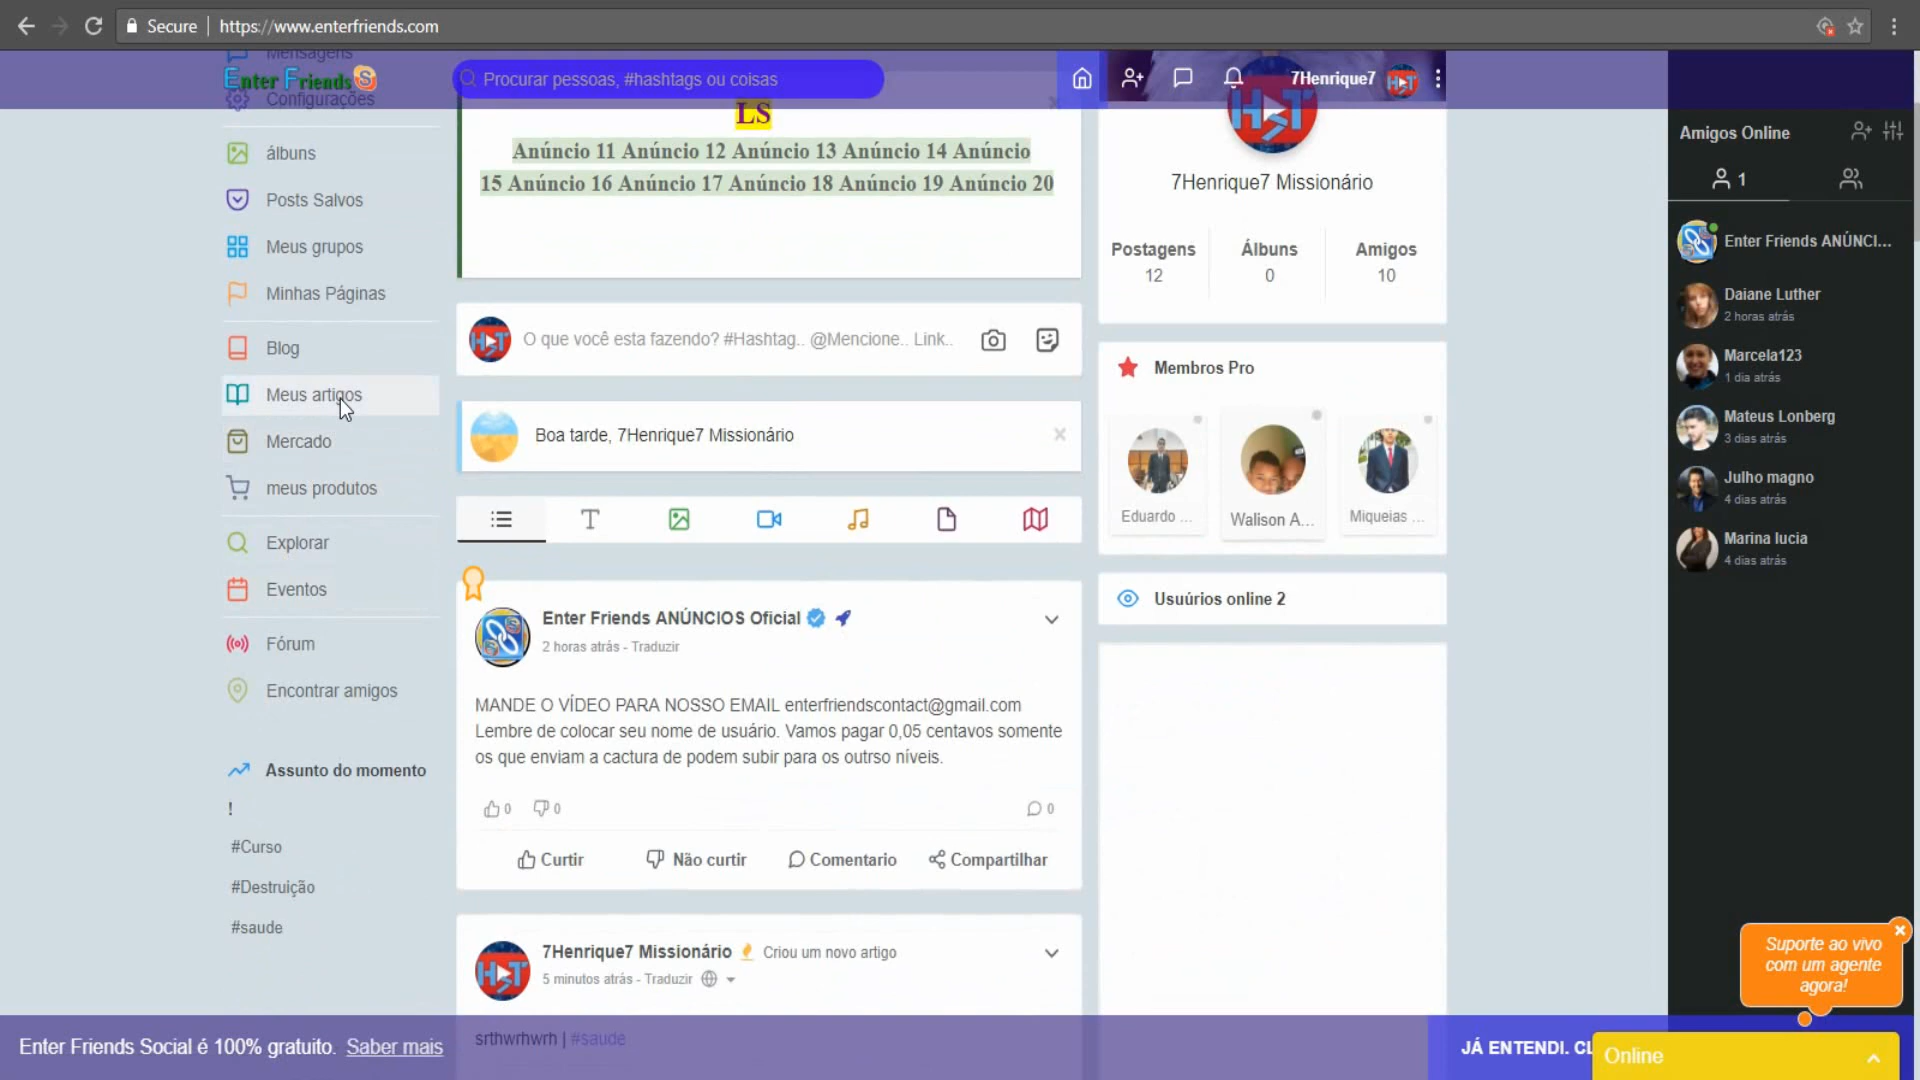 Secure
https://www.enterfriends.com
Mensagens
Enter Friends S
Procurar pessoas, #hashtags ou coisas
7Henrique7
Configurações
álbuns
Posts Salvos
Meus grupos
Minhas Páginas
Blog
Meus artigos
Mercado
meus produtos
Explorar
Eventos
Fórum
Encontrar amigos
Assunto do momento
!
#Curso
#Destruição
#saude
LS
Anúncio 11 Anúncio 12 Anúncio 13 Anúncio 14 Anúncio
15 Anúncio 16 Anúncio 17 Anúncio 18 Anúncio 19 Anúncio 20
O que você esta fazendo? #Hashtag.. @Mencione.. Link..
Boa tarde, 7Henrique7 Missionário
Enter Friends ANÚNCIOS Oficial
2 horas atrás - Traduzir
MANDE O VÍDEO PARA NOSSO EMAIL enterfriendscontact@gmail.com
Lembre de colocar seu nome de usuário. Vamos pagar 0,05 centavos somente
os que enviam a cactura de podem subir para os outrso níveis.
0
0
0
Curtir
Não curtir
Comentario
Compartilhar
7Henrique7 Missionário
Criou um novo artigo
5 minutos atrás - Traduzir
srthwrhwrh | #saude
HST
7Henrique7 Missionário
Postagens
12
Álbuns
0
Amigos
10
Membros Pro
Eduardo ...
Walison A...
Miqueias ...
Usuúrios online 2
Amigos Online
1
Enter Friends ANÚNCI...
Daiane Luther
2 horas atrás
Marcela123
1 dia atrás
Mateus Lonberg
3 dias atrás
Julho magno
4 dias atrás
Marina lucia
4 dias atrás
Suporte ao vivo
com um agente
agora!
Enter Friends Social é 100% gratuito. Saber mais
JÁ ENTENDI. CL
Online